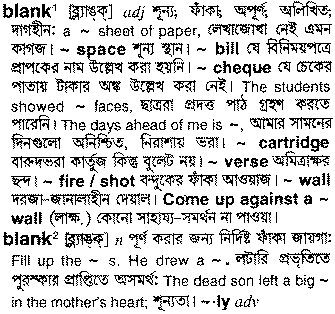 blank¹ [ব্ল্যাঙ্ক্] adj শূন্য; ফাঁকা, অপূর্ণ, অলিখিত;
দাগহীন: a ~ sheet of paper, লেখাজোখা নেই এমন
কাগজ। ~ space শূন্য স্থান। ~ bill যে বিনিময়পত্রে
প্রাপকের নাম উল্লেখ করা হয়নি। ~ cheque যে চেকের
পাতায় টাকার অঙ্ক উল্লেখ করা নেই। The students
showed ~ faces, ছাত্ররা প্রদত্ত পাঠ গ্রহণ করতে
পারেনি। The days ahead of me is ~, আমার সামনের
দিনগুলো অনিশ্চিত, নিরাশায় ভরা। ~ cartridge
বারুদভরা কার্তুজ কিন্তু বুলেট নয়। ~ verse অমিত্রাক্ষর
ছন্দ। ~ fire / shot বন্দুকের ফাঁকা আওয়াজ। ~ wall
দরজা-জানালাহীন দেয়াল। Come up against a ~
wall (লাক্ষ.) কোনো সাহায্য-সমর্থন না পাওয়া।
blank² [ব্ল্যাঙ্ক্] n পূর্ণ করার জন্য নির্দিষ্ট ফাঁকা জায়গা:
Fill up the ~ s. He drew a ~. লটারি প্রভৃতিতে
পুরস্কার প্রাপ্তিতে অসমর্থ: The dead son left a big ~
in the mother's heart; শূন্যতা। ~·ly adv